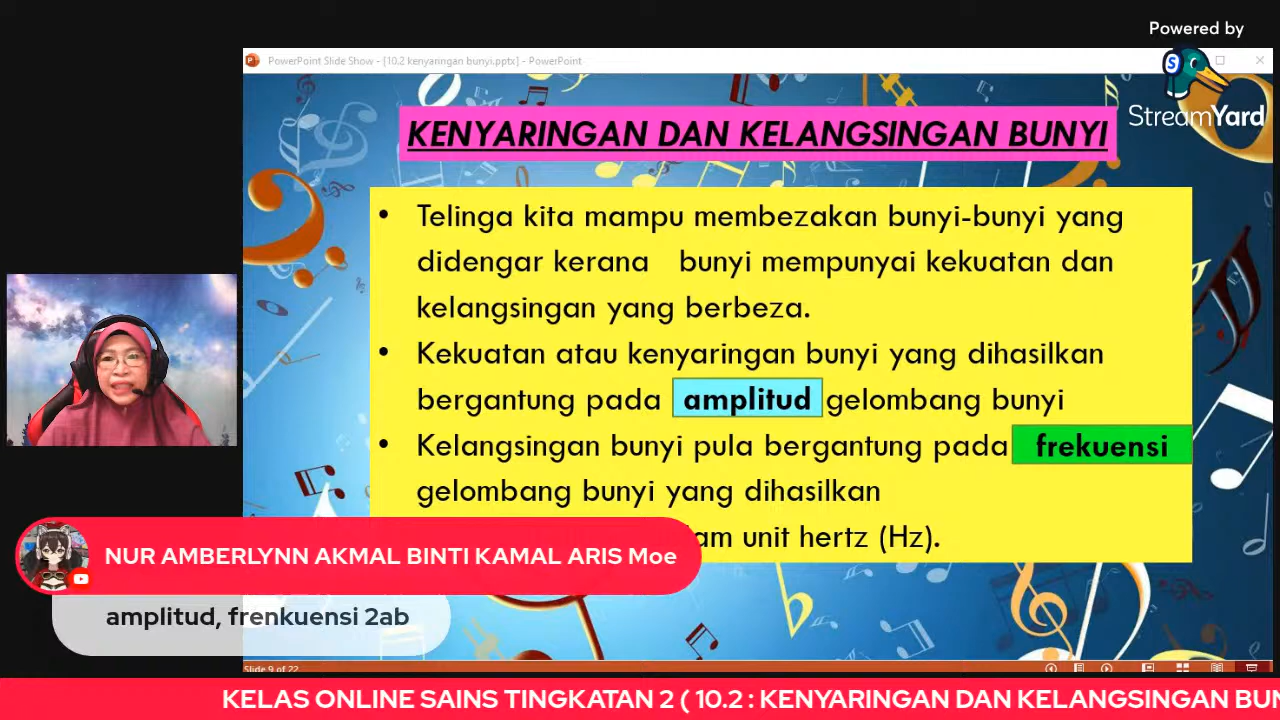 Powered by
StreamYard
PowerPoint Slide Show - [10.2 kenyaringan bunyi.pptx] - PowerPoint
KENYARINGAN DAN KELANGSINGAN BUNYI
• Telinga kita mampu membezakan bunyi-bunyi yang
didengar kerana bunyi mempunyai kekuatan dan
kelangsingan yang berbeza.
• Kekuatan atau kenyaringan bunyi yang dihasilkan
bergantung pada amplitud gelombang bunyi
• Kelangsingan bunyi pula bergantung pada frekuensi
gelombang bunyi yang dihasilkan
am unit hertz (Hz).
NUR AMBERLYNN AKMAL BINTI KAMAL ARIS Moe
amplitud, frenkuensi 2ab
Slide 9 of 22
KELAS ONLINE SAINS TINGKATAN 2 ( 10.2 : KENYARINGAN DAN KELANGSINGAN BUN